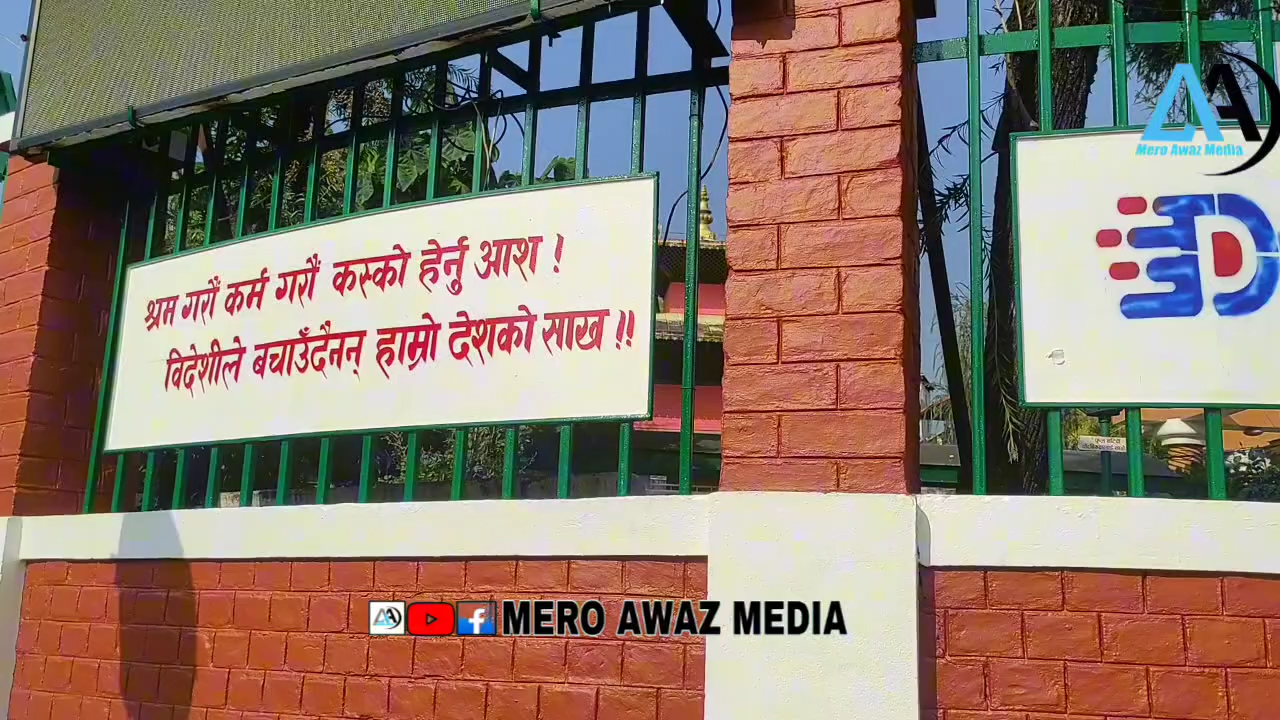 श्रम गरौं कर्म गरौं कस्को हेर्नु आश !
विदेशीले बचाउँदैनन् हाम्रो देशको साख !!
Mero Awaz Media
D
MERO AWAZ MEDIA